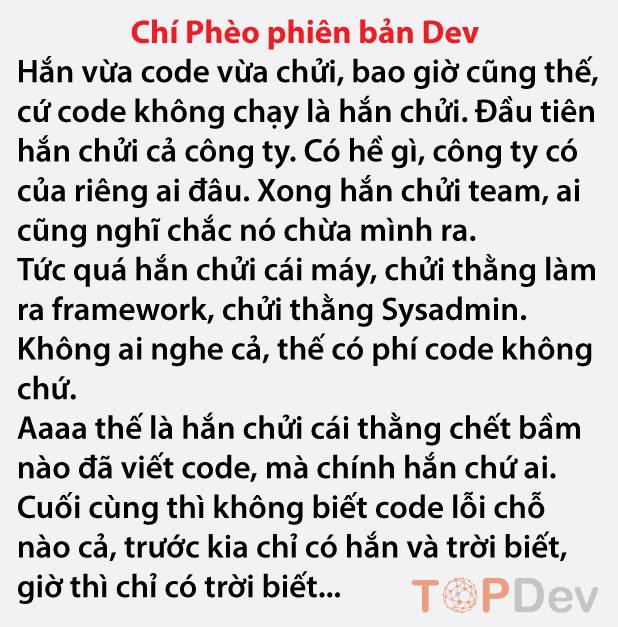 Chí Phèo phiên bản Dev
Hắn vừa code vừa chửi, bao giờ cũng thế,
cứ code không chạy là hắn chửi. Đầu tiên
hắn chửi cả công ty. Có hề gì, công ty có
của riêng ai đâu. Xong hắn chửi team, ai
cũng nghĩ chắc nó chừa mình ra.
Tức quá hắn chửi cái máy, chửi thằng làm
ra framework, chửi thằng Sysadmin.
Không ai nghe cả, thế có phí code không
chứ.
Aaaa thế là hắn chửi cái thằng chết bầm
nào đã viết code, mà chính hắn chứ ai.
Cuối cùng thì không biết code lỗi chỗ
nào cả, trước kia chỉ có hắn và trời biết,
giờ thì chỉ có trời biết...
TOPDev